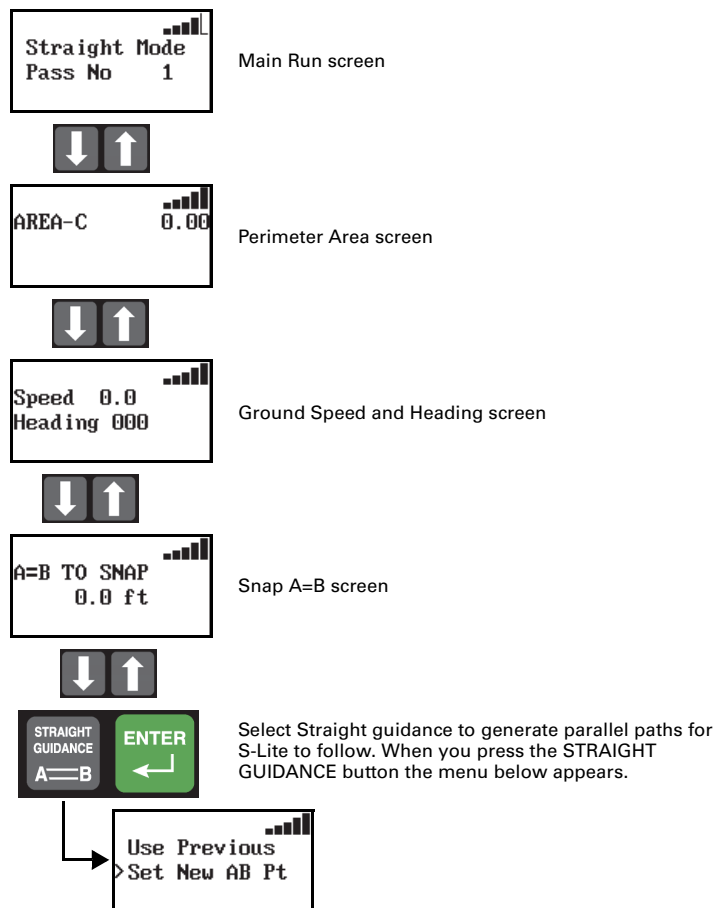 Straight Mode
Pass No 1
Main Run screen
AREA-C 0.00
Perimeter Area screen
Speed 0.0
Heading 000
Ground Speed and Heading screen
A=B TO SNAP
0.0 ft
Snap A=B screen
STRAIGHT
GUIDANCE
A B
ENTER
Select Straight guidance to generate parallel paths for
S-Lite to follow. When you press the STRAIGHT
GUIDANCE button the menu below appears.
Use Previous
>Set New AB Pt